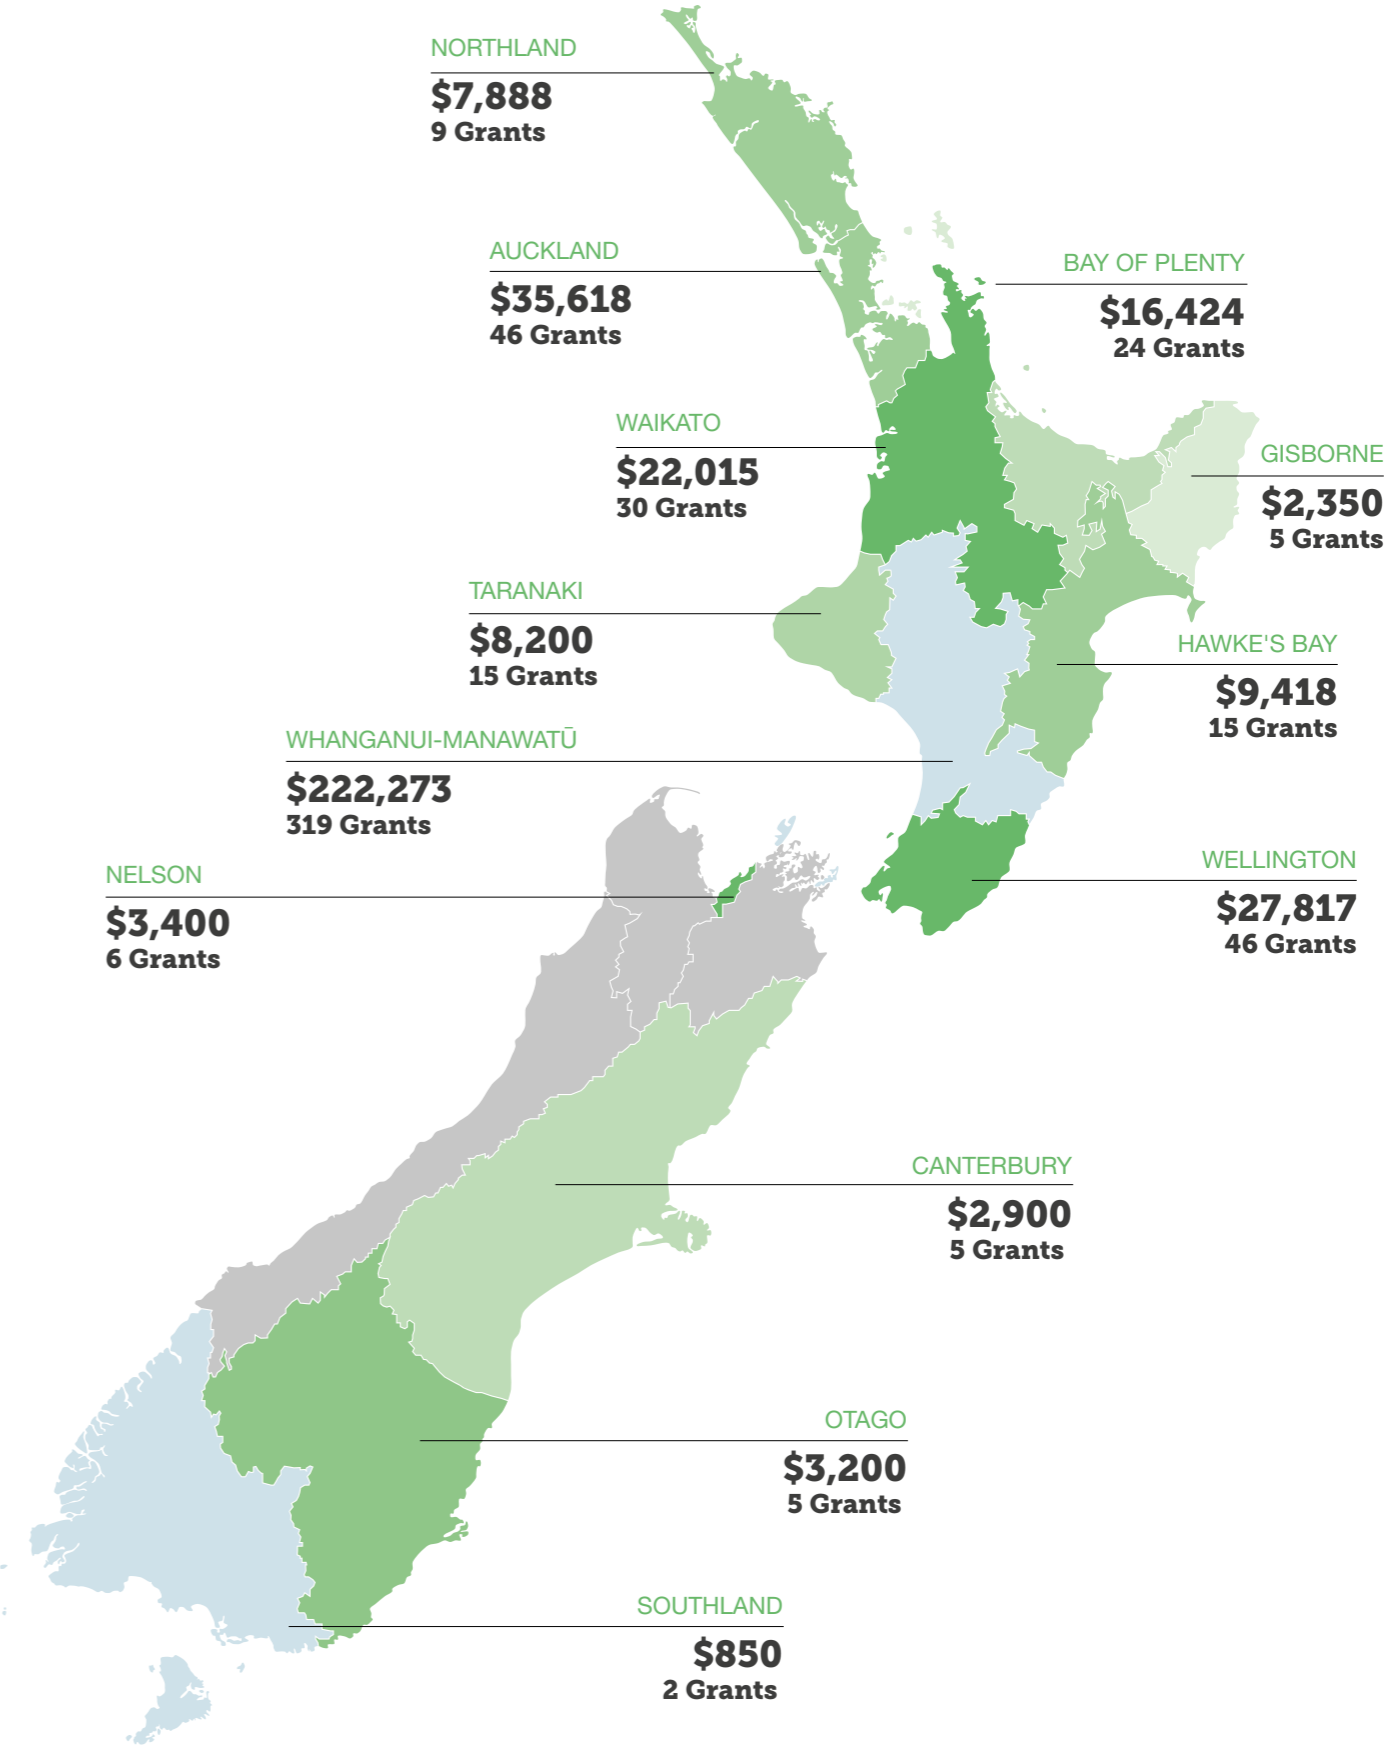 NORTHLAND
$7,888
9 Grants
AUCKLAND
$35,618
46 Grants
BAY OF PLENTY
$16,424
24 Grants
WAIKATO
$22,015
30 Grants
GISBORNE
$2,350
5 Grants
TARANAKI
$8,200
15 Grants
HAWKE'S BAY
$9,418
15 Grants
WHANGANUI-MANAWATŪ
$222,273
319 Grants
NELSON
$3,400
6 Grants
WELLINGTON
$27,817
46 Grants
CANTERBURY
$2,900
5 Grants
OTAGO
$3,200
5 Grants
SOUTHLAND
$850
2 Grants